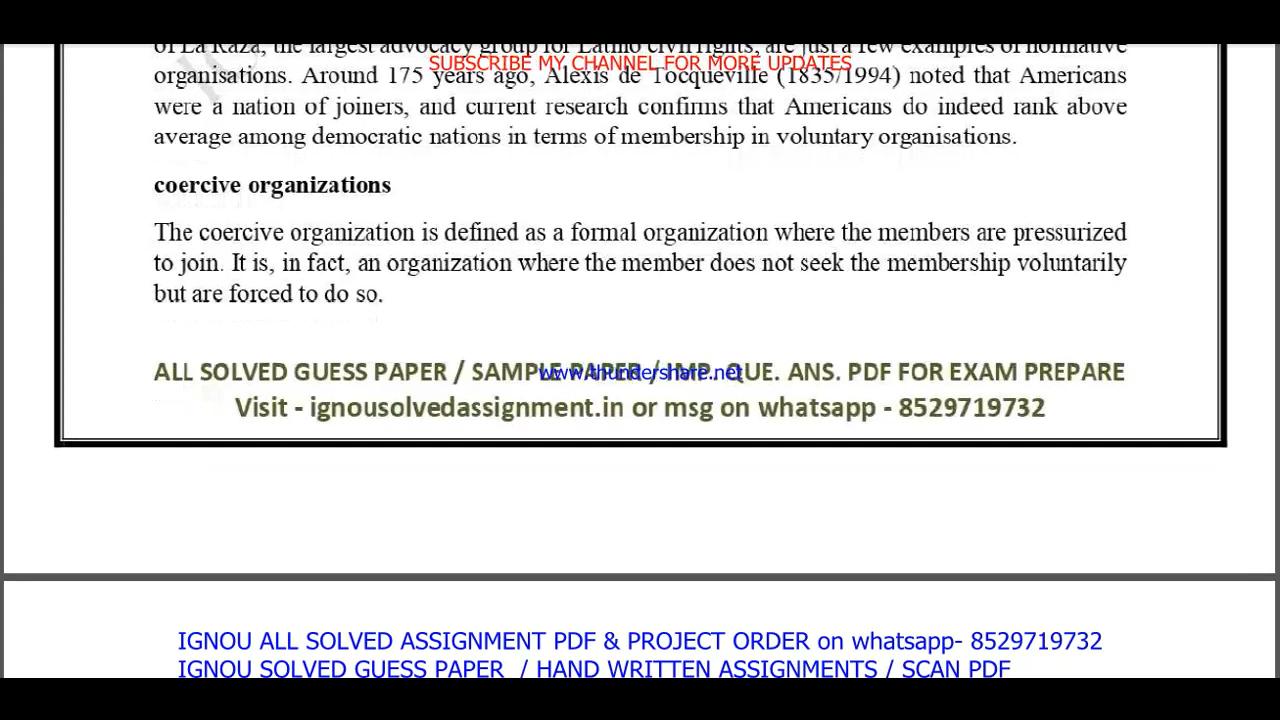 of La Raza, the largest advocacy group for Latino civil rights, are just a few examples of normative
SUBSCRIBE MY CHANNEL FOR MORE UPDATES
organisations. Around 175 years ago, Alexis de Tocqueville (1835/1994) noted that Americans
were a nation of joiners, and current research confirms that Americans do indeed rank above
average among democratic nations in terms of membership in voluntary organisations.
coercive organizations
The coercive organization is defined as a formal organization where the members are pressurized
to join. It is, in fact, an organization where the member does not seek the membership voluntarily
but are forced to do so.
ALL SOLVED GUESS PAPER / SAMPLE PAPER / IMP. QUE. ANS. PDF FOR EXAM PREPARE
www.thundershare.net
Visit - ignousolvedassignment.in or msg on whatsapp - 8529719732
IGNOU ALL SOLVED ASSIGNMENT PDF & PROJECT ORDER on whatsapp- 8529719732
IGNOU SOLVED GUESS PAPER / HAND WRITTEN ASSIGNMENTS / SCAN PDF